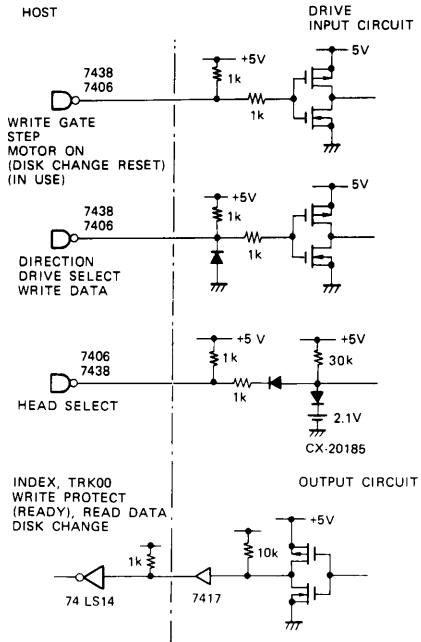 HOST
DRIVE
INPUT CIRCUIT
+5V
5V
7438
7406
1k
1k
WRITE GATE
STEP
MOTOR ON
(DISK CHANGE RESET)
(IN USE)
+5V
5V
7438
7406
1k
1k
DIRECTION
DRIVE SELECT
WRITE DATA
+5 V
+5V
7406
7438
1k
30k
1k
HEAD SELECT
2.1V
CX-20185
INDEX, TRK00
WRITE PROTECT
(READY), READ DATA
DISK CHANGE
OUTPUT CIRCUIT
+5V
1k
10k
74 LS14
7417